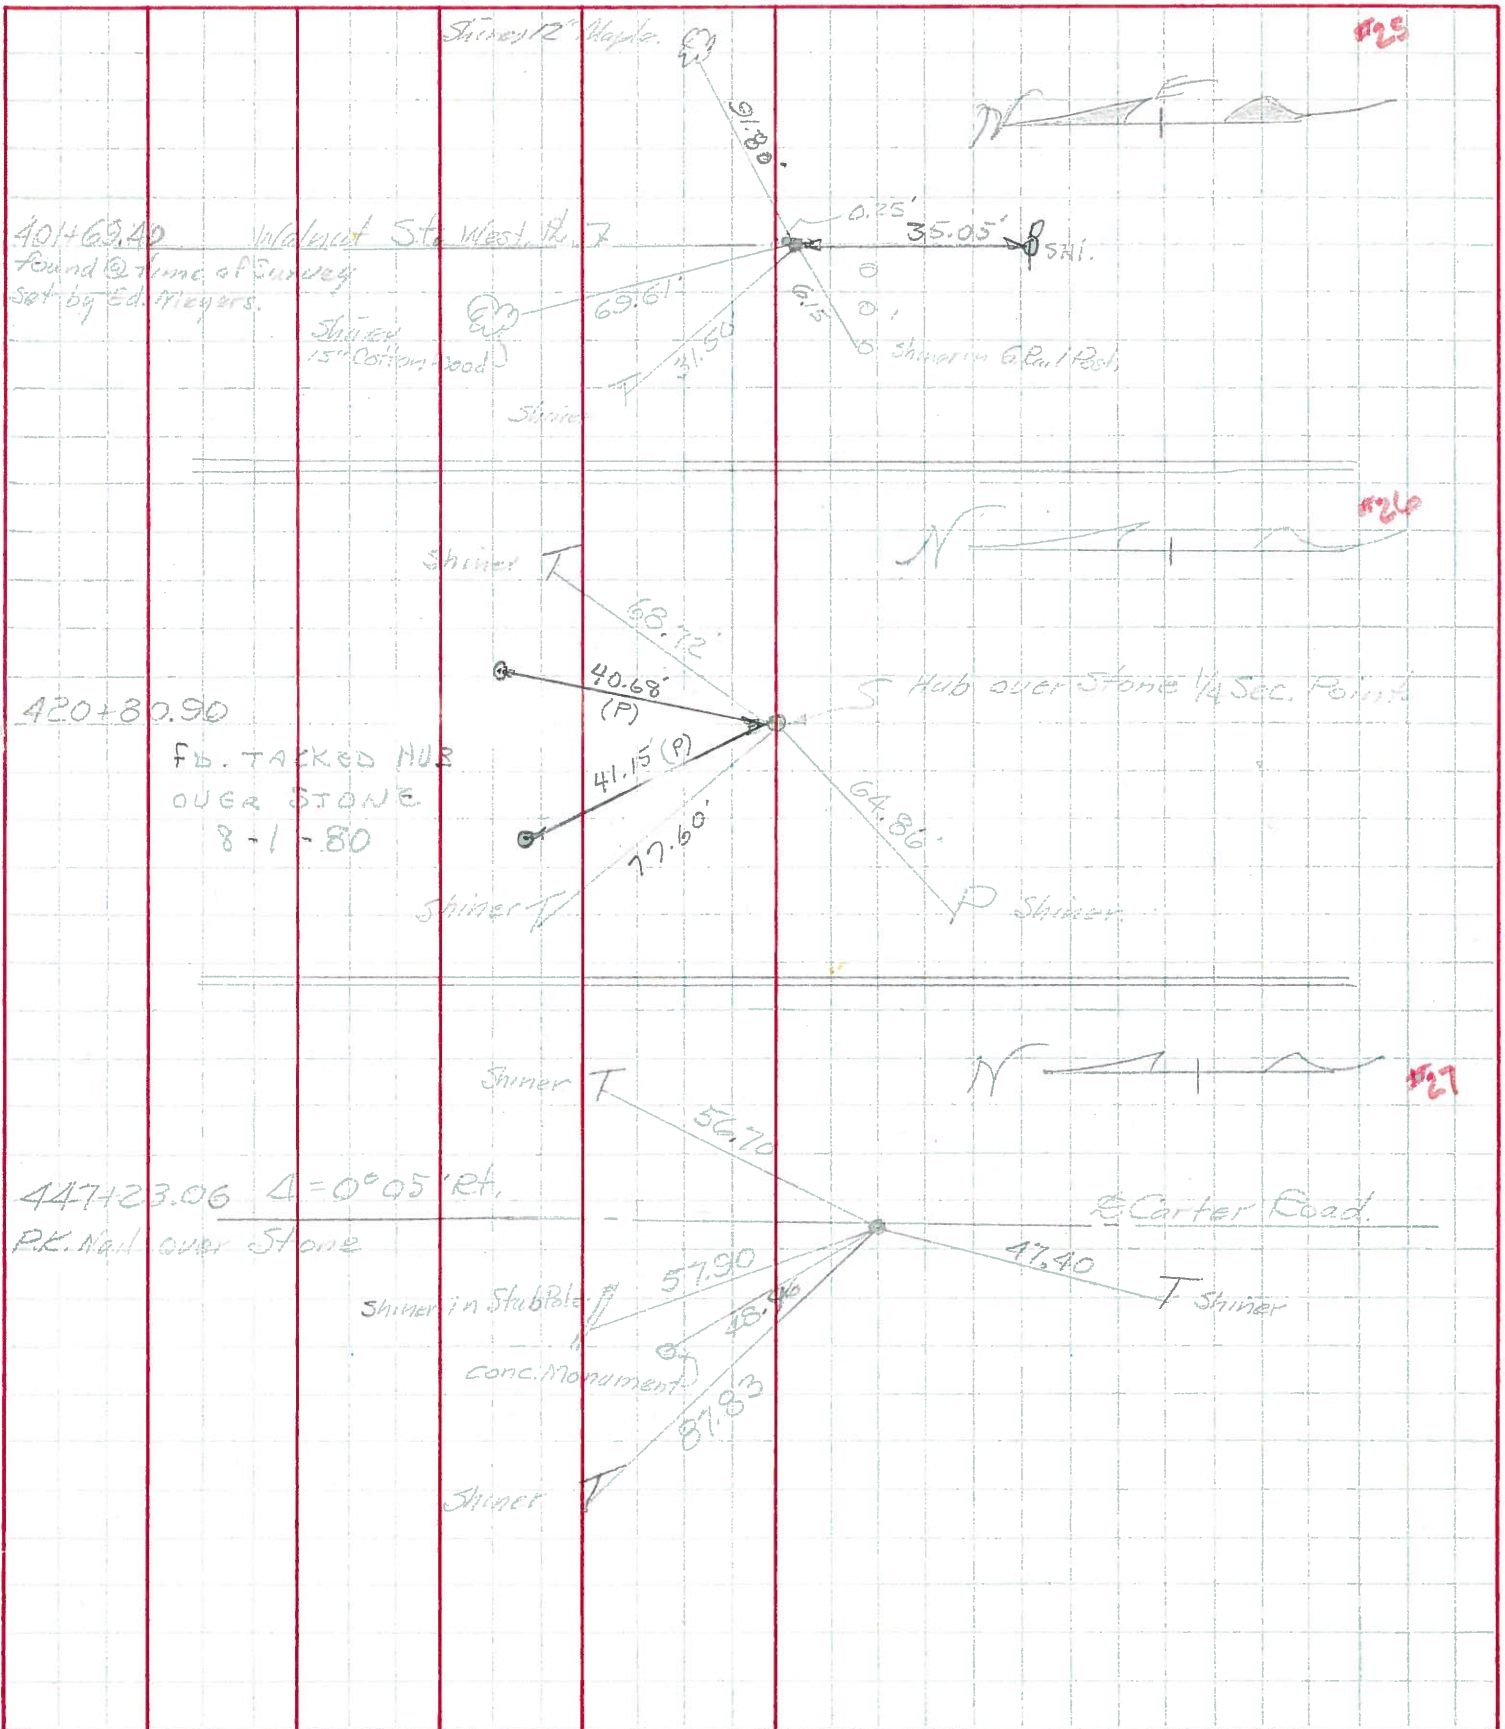 #25
Shiner 12" Maple.
N
91.80'
0.25'
401+69.40 Walnut St. West. Rt. 7
35.05'
SNI.
found @ Time of Survey
set by Ed. Meyers.
69.61'
6.15
Shiner
15" Cottonwood
31.50
Shiner in G. Rail Post.
Shiner
#26
N
Shiner
68.72'
40.68'
(P)
Hub over Stone 1/4 Sec. Point
420+80.90
fd. TACKED HUB
OVER STONE
8-1-80
41.15' (P)
64.86'
77.60'
Shiner
Shiner.
#27
N
Shiner
56.70
447+23.06 Δ=0°05' Rt.
℄ Carter Road.
P.K. Nail over Stone
57.90
47.40
Shiner in Stub Pole
Shiner
Conc. Monument
87.83
Shiner